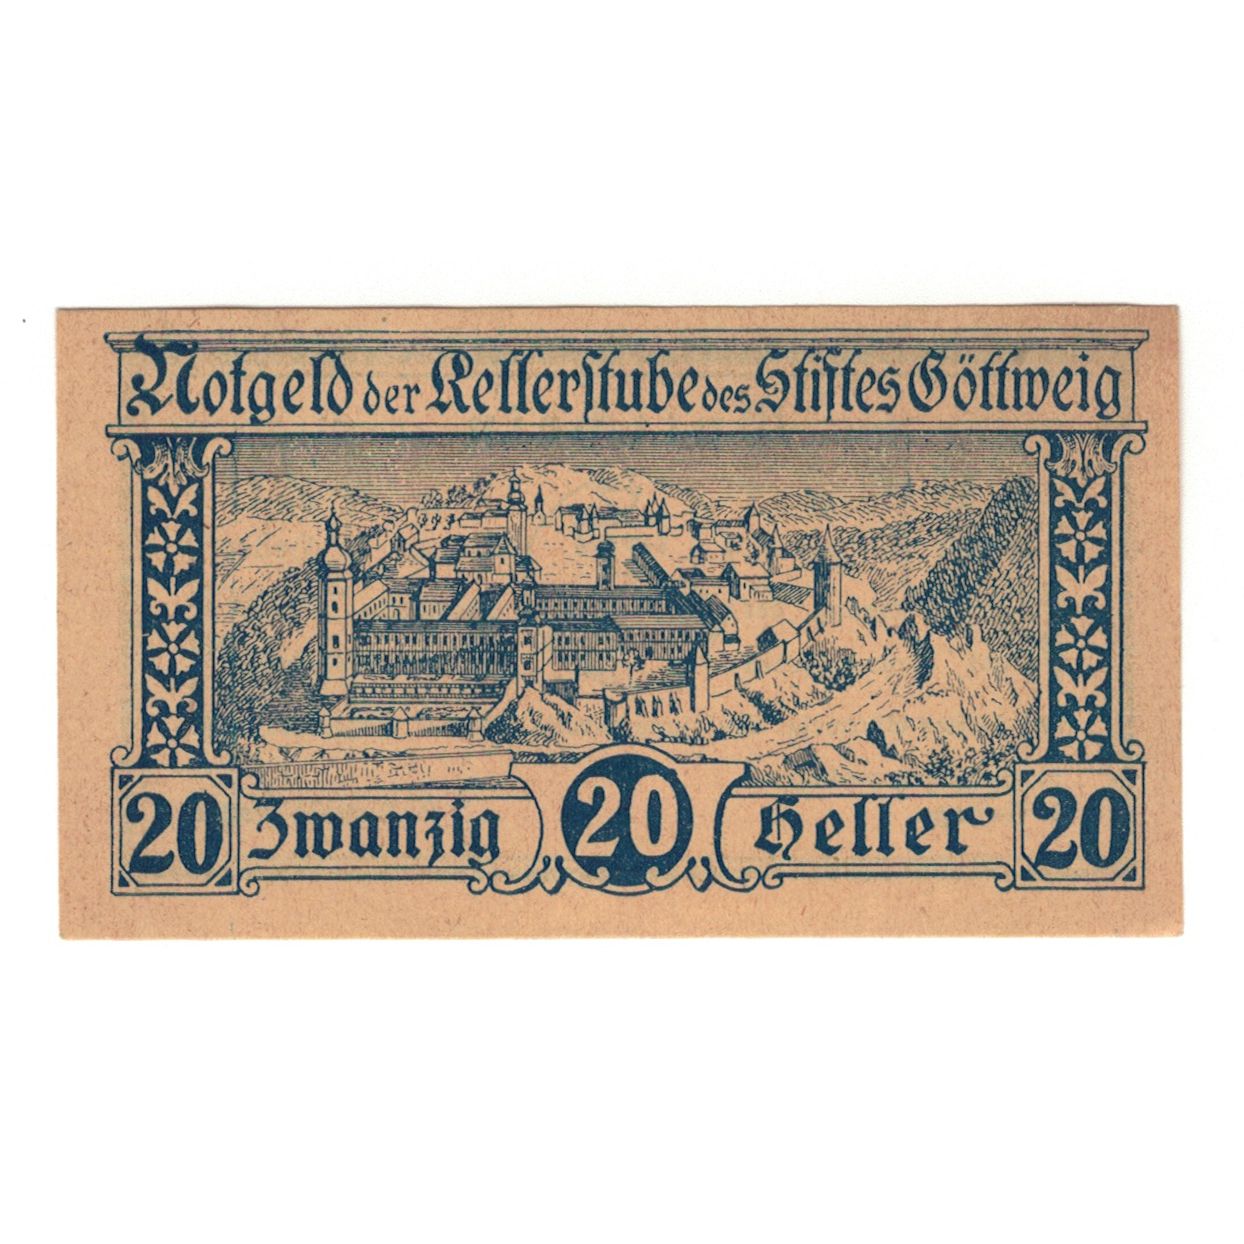 Notgeld der Kellerstube des Stiftes Göttweig
20 Zwanzig 20 Heller 20